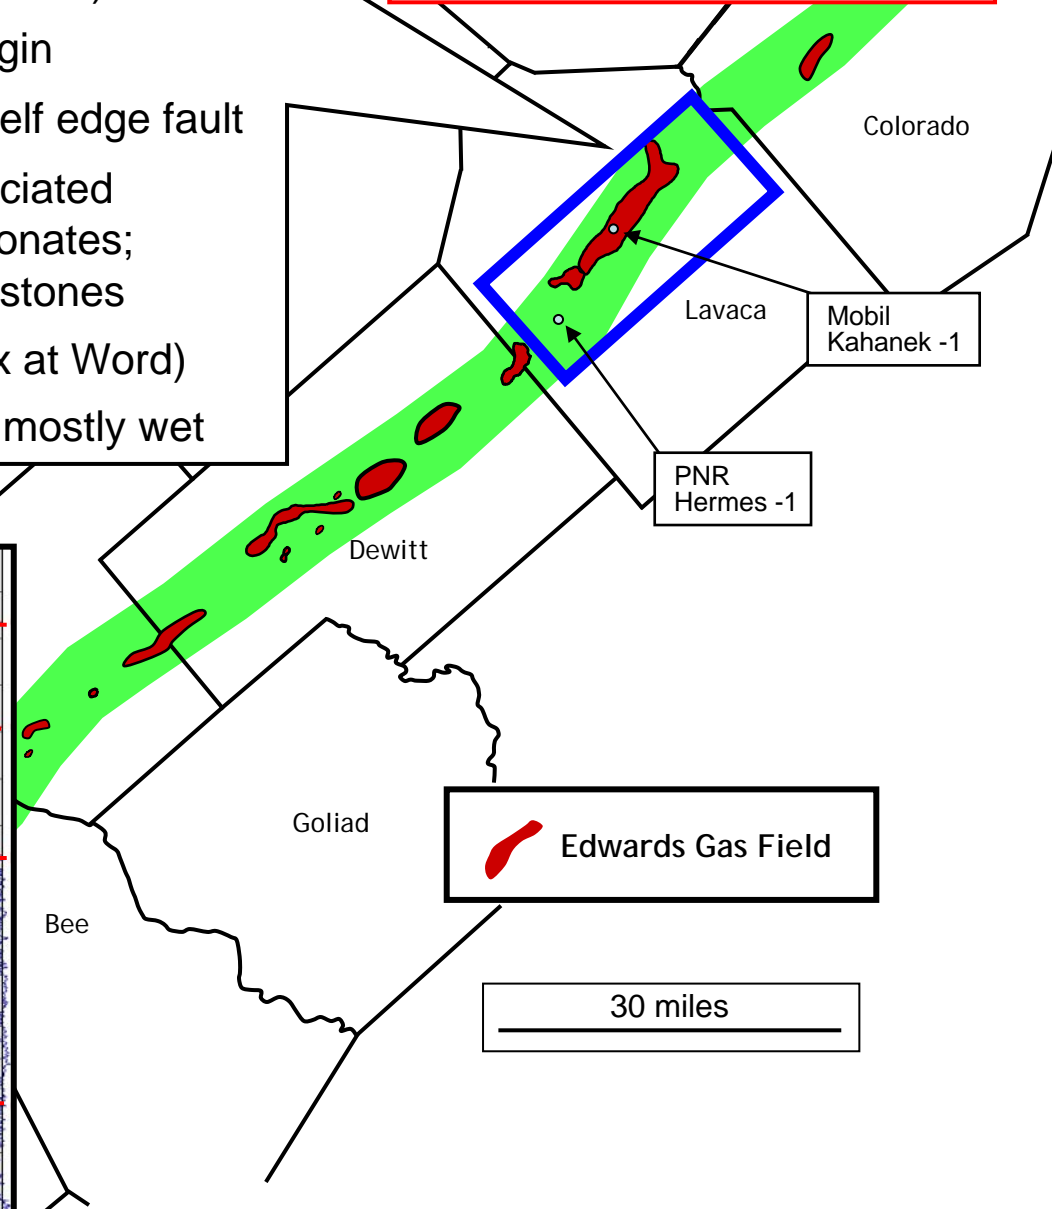 gin
elf edge fault
ciated
onates;
stones
x at Word)
mostly wet
Colorado
Lavaca
Mobil
Kahanek -1
PNR
Hermes -1
Dewitt
Goliad
Edwards Gas Field
Bee
30 miles